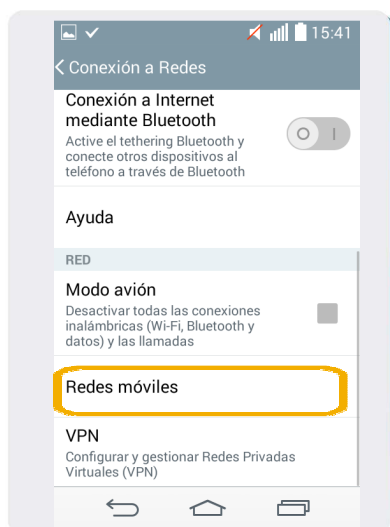 15:41
Conexión a Redes
Conexión a Internet
mediante Bluetooth
Active el tethering Bluetooth y
conecte otros dispositivos al
teléfono a través de Bluetooth
Ayuda
RED
Modo avión
Desactivar todas las conexiones
inalámbricas (Wi-Fi, Bluetooth y
datos) y las llamadas
Redes móviles
VPN
Configurar y gestionar Redes Privadas
Virtuales (VPN)